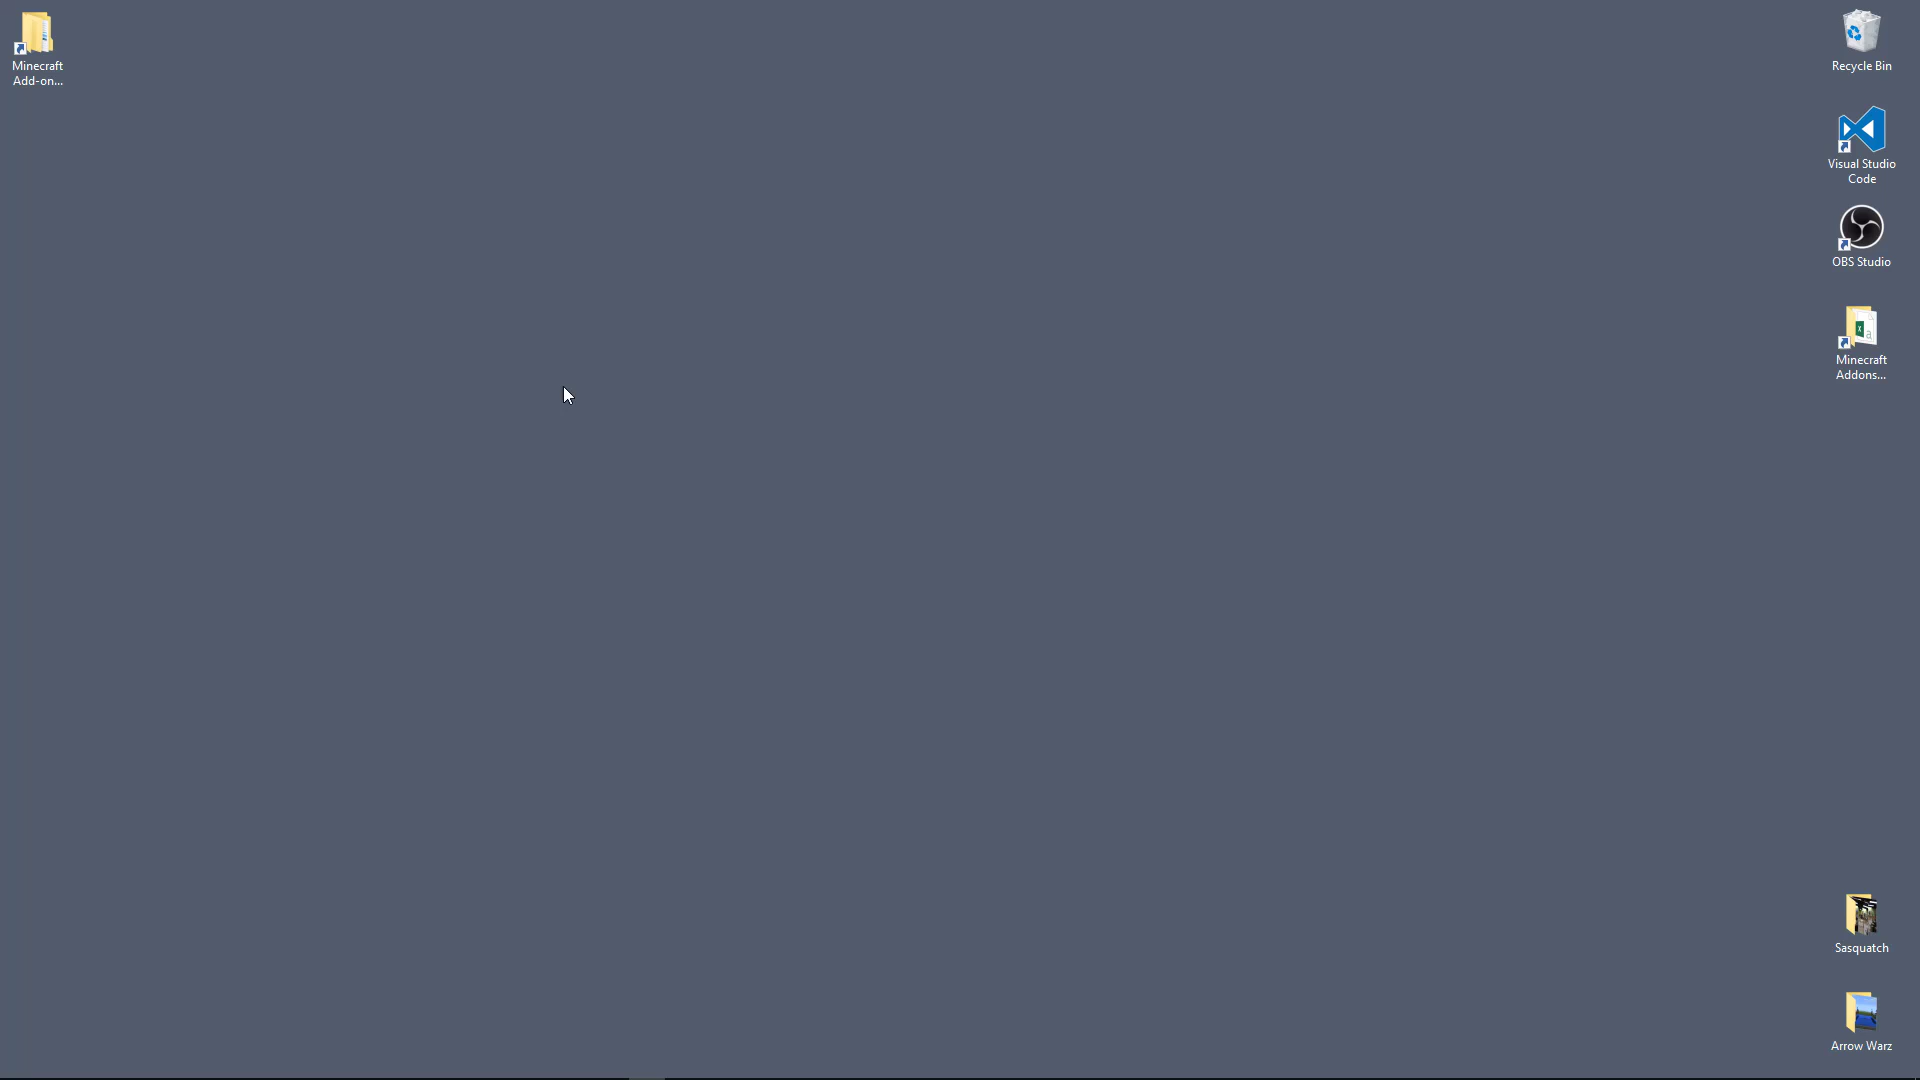 Minecraft
Add-on...
Recycle Bin
Visual Studio
Code
OBS Studio
Minecraft
Addons...
Sasquatch
Arrow Warz